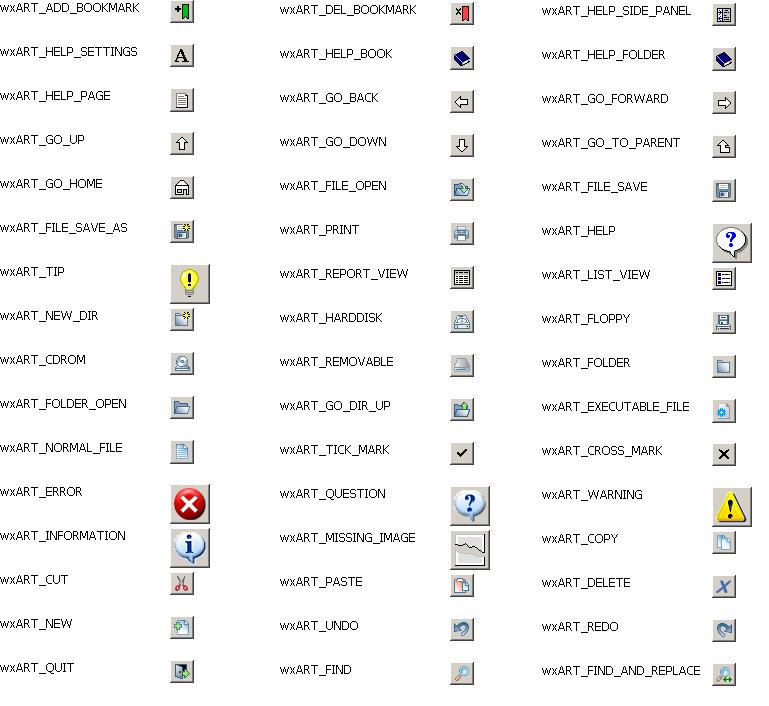 wxART_ADD_BOOKMARK wxART_DEL_BOOKMARK wxART_HELP_SIDE_PANEL
wxART_HELP_SETTINGS A wxART_HELP_BOOK wxART_HELP_FOLDER
wxART_HELP_PAGE wxART_GO_BACK wxART_GO_FORWARD
wxART_GO_UP wxART_GO_DOWN wxART_GO_TO_PARENT
wxART_GO_HOME wxART_FILE_OPEN wxART_FILE_SAVE
wxART_FILE_SAVE_AS wxART_PRINT wxART_HELP ?
wxART_TIP wxART_REPORT_VIEW wxART_LIST_VIEW
wxART_NEW_DIR wxART_HARDDISK wxART_FLOPPY
wxART_CDROM wxART_REMOVABLE wxART_FOLDER
wxART_FOLDER_OPEN wxART_GO_DIR_UP wxART_EXECUTABLE_FILE
wxART_NORMAL_FILE wxART_TICK_MARK wxART_CROSS_MARK
wxART_ERROR wxART_QUESTION ? wxART_WARNING !
wxART_INFORMATION i wxART_MISSING_IMAGE wxART_COPY
wxART_CUT wxART_PASTE wxART_DELETE
wxART_NEW wxART_UNDO wxART_REDO
wxART_QUIT wxART_FIND wxART_FIND_AND_REPLACE